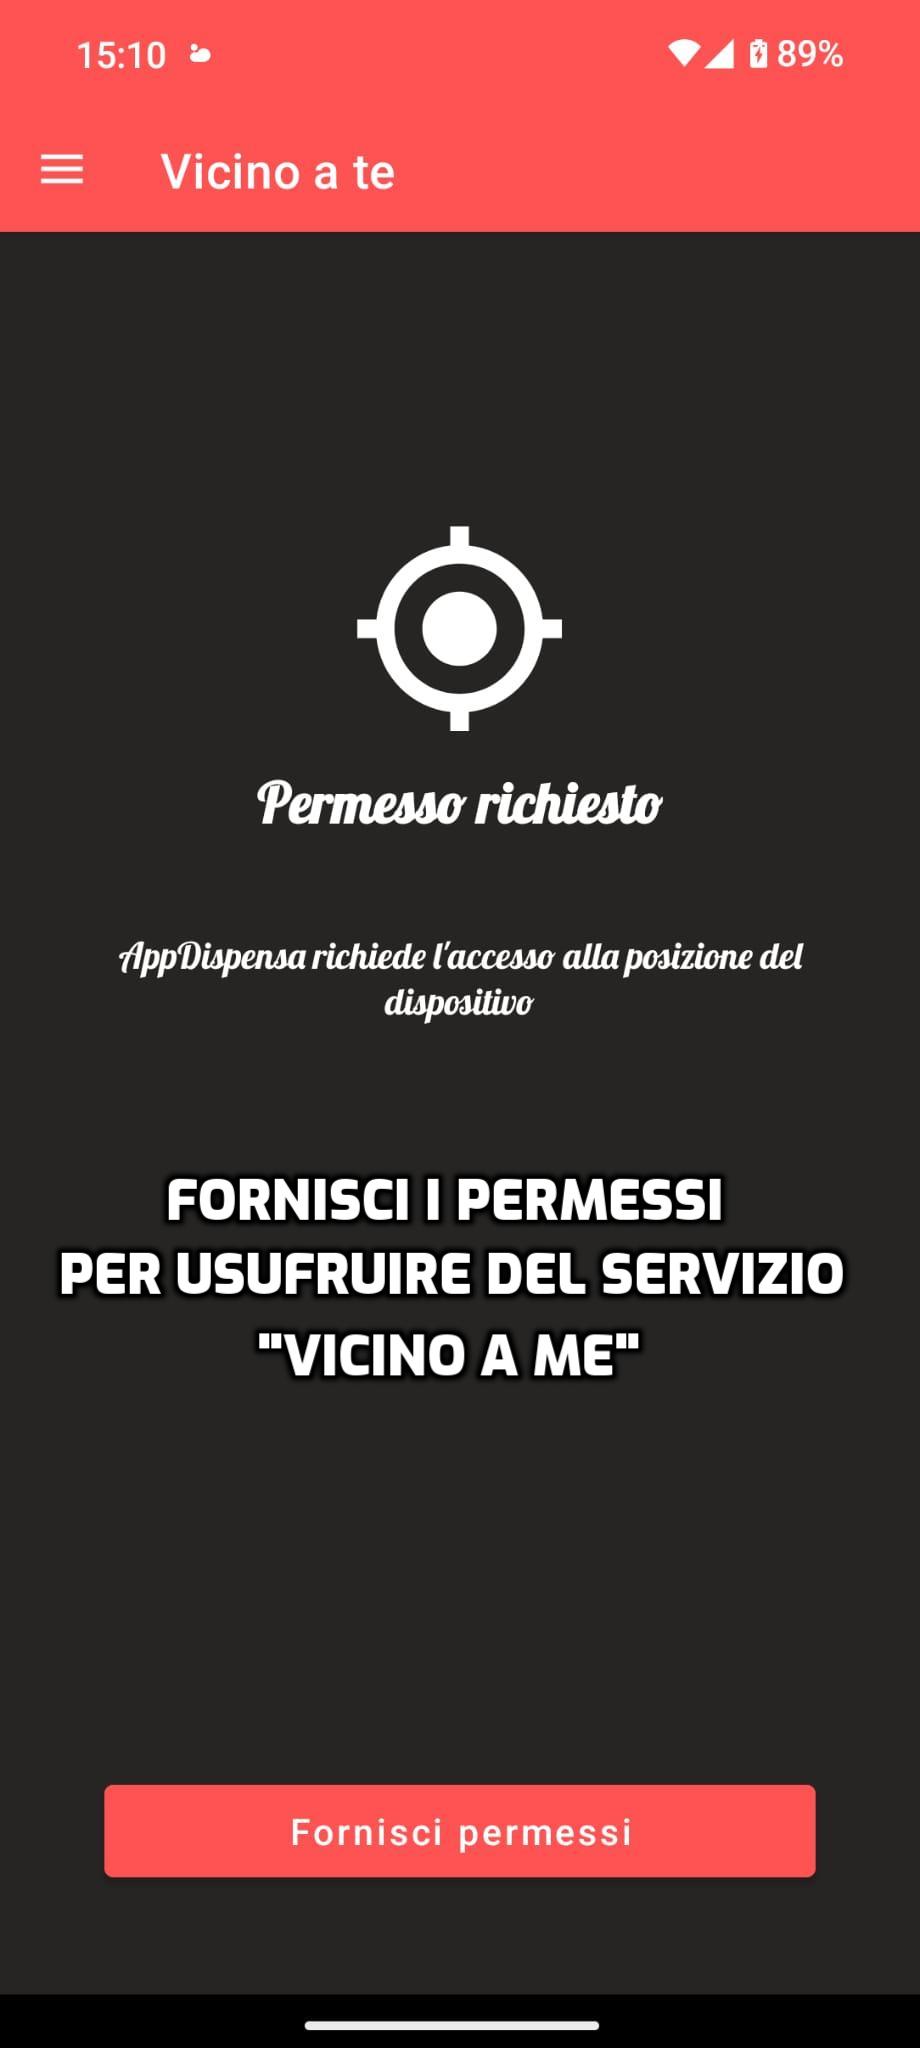 15:10
89%
Vicino a te
Permesso richiesto
AppDispensa richiede l'accesso alla posizione del
dispositivo
FORNISCI I PERMESSI
PER USUFRUIRE DEL SERVIZIO
"VICINO A ME"
Fornisci permessi